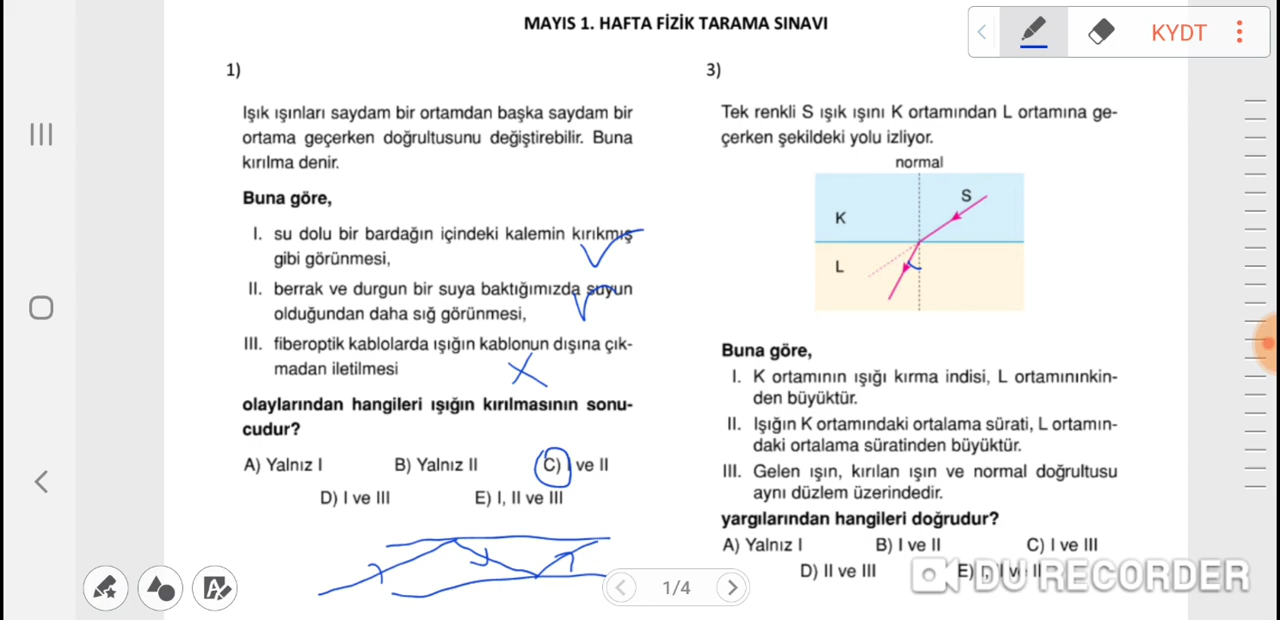 MAYIS 1. HAFTA FİZİK TARAMA SINAVI
KYDT
1)
Işık ışınları saydam bir ortamdan başka saydam bir
ortama geçerken doğrultusunu değiştirebilir. Buna
kırılma denir.
Buna göre,
I. su dolu bir bardağın içindeki kalemin kırıkmış
gibi görünmesi,
II. berrak ve durgun bir suya baktığımızda suyun
olduğundan daha sığ görünmesi,
III. fiberoptik kablolarda ışığın kablonun dışına çık-
madan iletilmesi
olaylarından hangileri ışığın kırılmasının sonu-
cudur?
A) Yalnız I B) Yalnız II C) I ve II
D) I ve III E) I, II ve III
3)
Tek renkli S ışık ışını K ortamından L ortamına ge-
çerken şekildeki yolu izliyor.
normal
S
K
L
Buna göre,
I. K ortamının ışığı kırma indisi, L ortamınınkin-
den büyüktür.
II. Işığın K ortamındaki ortalama sürati, L ortamın-
daki ortalama süratinden büyüktür.
III. Gelen ışın, kırılan ışın ve normal doğrultusu
aynı düzlem üzerindedir.
yargılarından hangileri doğrudur?
A) Yalnız I B) I ve II C) I ve III
D) II ve III E)
1/4
DU RECORDER